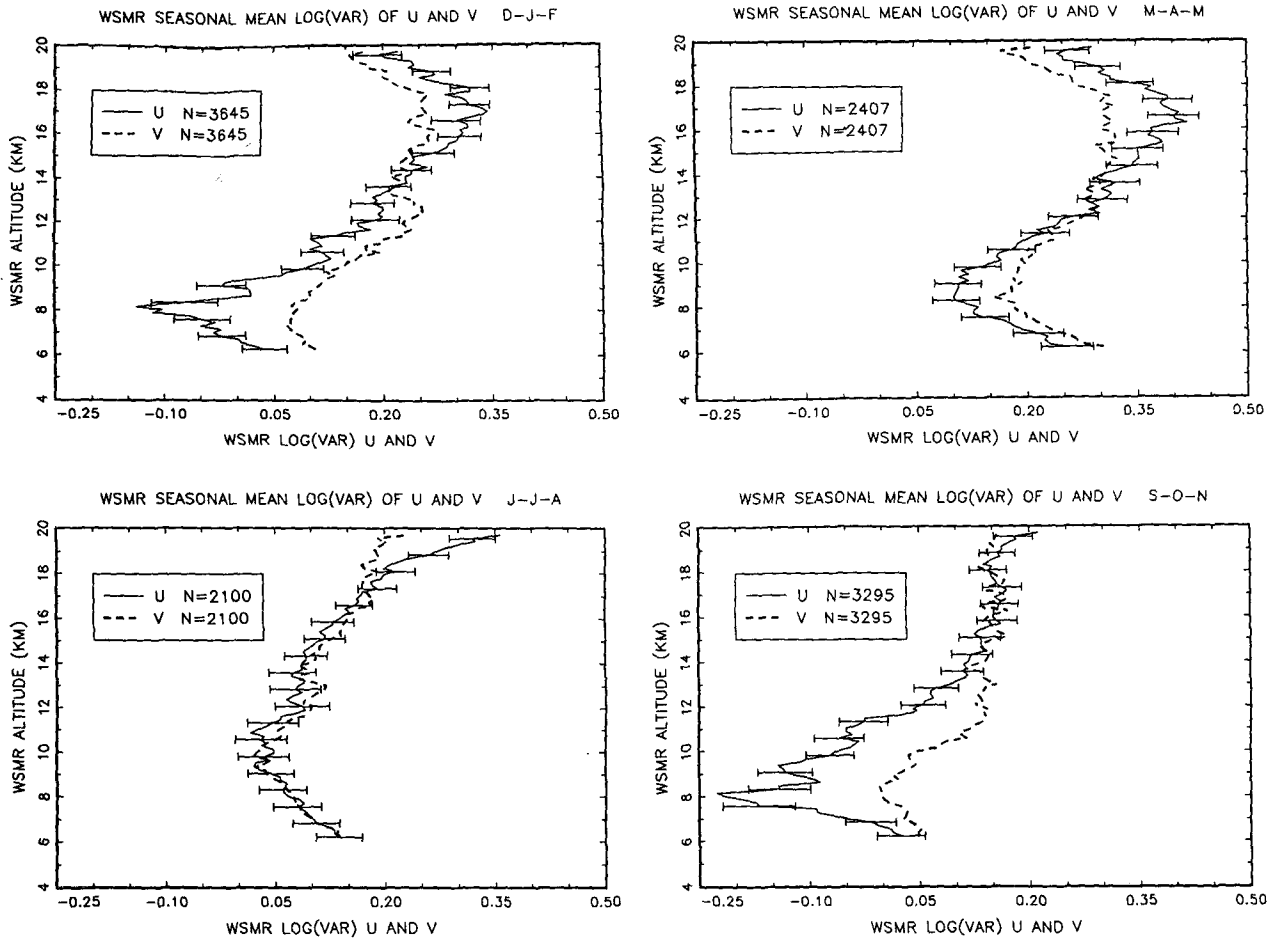 WSMR SEASONAL MEAN LOG(VAR) OF U AND V D-J-F
WSMR ALTITUDE (KM)
20
18
16
14
12
10
8
6
4
U N=3645
V N=3645
-0.25 -0.10 0.05 0.20 0.35 0.50
WSMR LOG(VAR) U AND V
WSMR SEASONAL MEAN LOG(VAR) OF U AND V M-A-M
WSMR ALTITUDE (KM)
20
18
16
14
12
10
8
6
4
U N=2407
V N=2407
-0.25 -0.10 0.05 0.20 0.35 0.50
WSMR LOG(VAR) U AND V
WSMR SEASONAL MEAN LOG(VAR) OF U AND V J-J-A
WSMR ALTITUDE (KM)
20
18
16
14
12
10
8
6
4
U N=2100
V N=2100
-0.25 -0.10 0.05 0.20 0.35 0.50
WSMR LOG(VAR) U AND V
WSMR SEASONAL MEAN LOG(VAR) OF U AND V S-O-N
WSMR ALTITUDE (KM)
20
18
16
14
12
10
8
6
4
U N=3295
V N=3295
-0.25 -0.10 0.05 0.20 0.35 0.50
WSMR LOG(VAR) U AND V